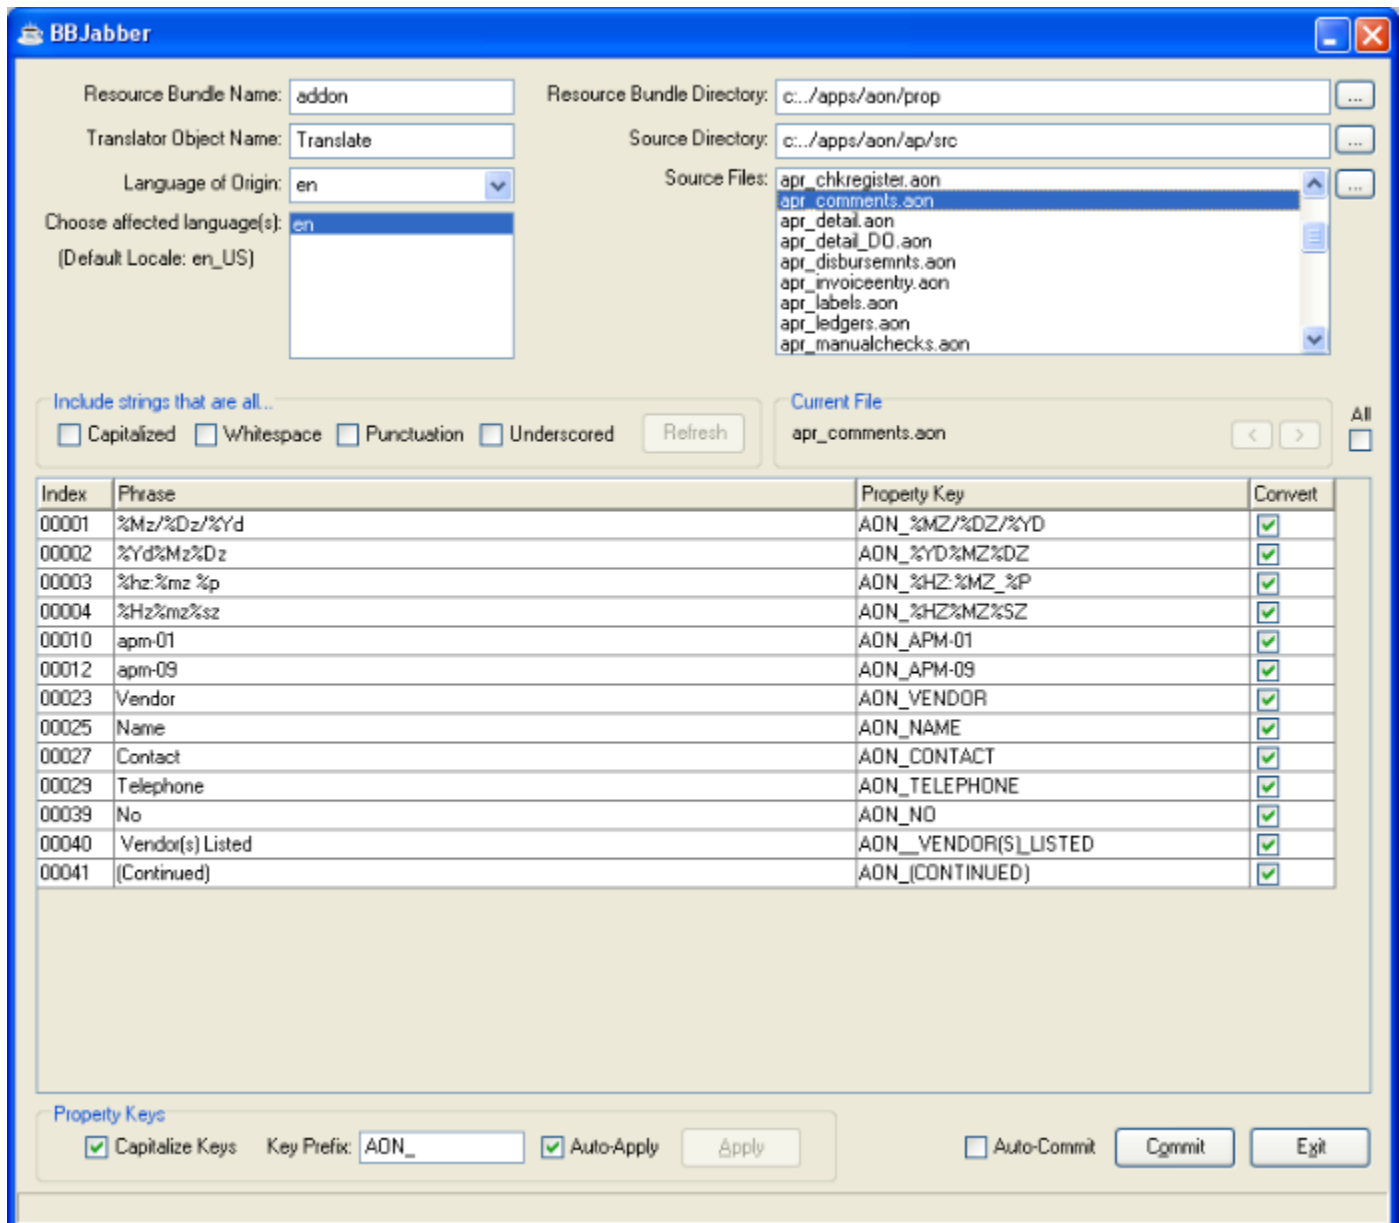 BBJabber
Resource Bundle Name: addon
Resource Bundle Directory: c:../apps/aon/prop ...
Translator Object Name: Translate
Source Directory: c:../apps/aon/ap/src ...
Language of Origin: en
Source Files: apr_chkregister.aon ...
apr_comments.aon
Choose affected language(s): en
apr_detail.aon
apr_detail_DO.aon
(Default Locale: en_US)
apr_disbursemnts.aon
apr_invoiceentry.aon
apr_labels.aon
apr_ledgers.aon
apr_manualchecks.aon
Include strings that are all...
Capitalized Whitespace Punctuation Underscored Refresh
Current File
apr_comments.aon < >
All
Index Phrase Property Key Convert
00001 %Mz/%Dz/%Yd AON_%MZ/%DZ/%YD
00002 %Yd%Mz%Dz AON_%YD%MZ%DZ
00003 %hz:%mz %p AON_%HZ:%MZ_%P
00004 %Hz%mz%sz AON_%HZ%MZ%SZ
00010 apm-01 AON_APM-01
00012 apm-09 AON_APM-09
00023 Vendor AON_VENDOR
00025 Name AON_NAME
00027 Contact AON_CONTACT
00029 Telephone AON_TELEPHONE
00039 No AON_NO
00040 Vendor(s) Listed AON__VENDOR(S)_LISTED
00041 (Continued) AON_(CONTINUED)
Property Keys
Capitalize Keys Key Prefix: AON_ Auto-Apply Apply
Auto-Commit Commit Exit